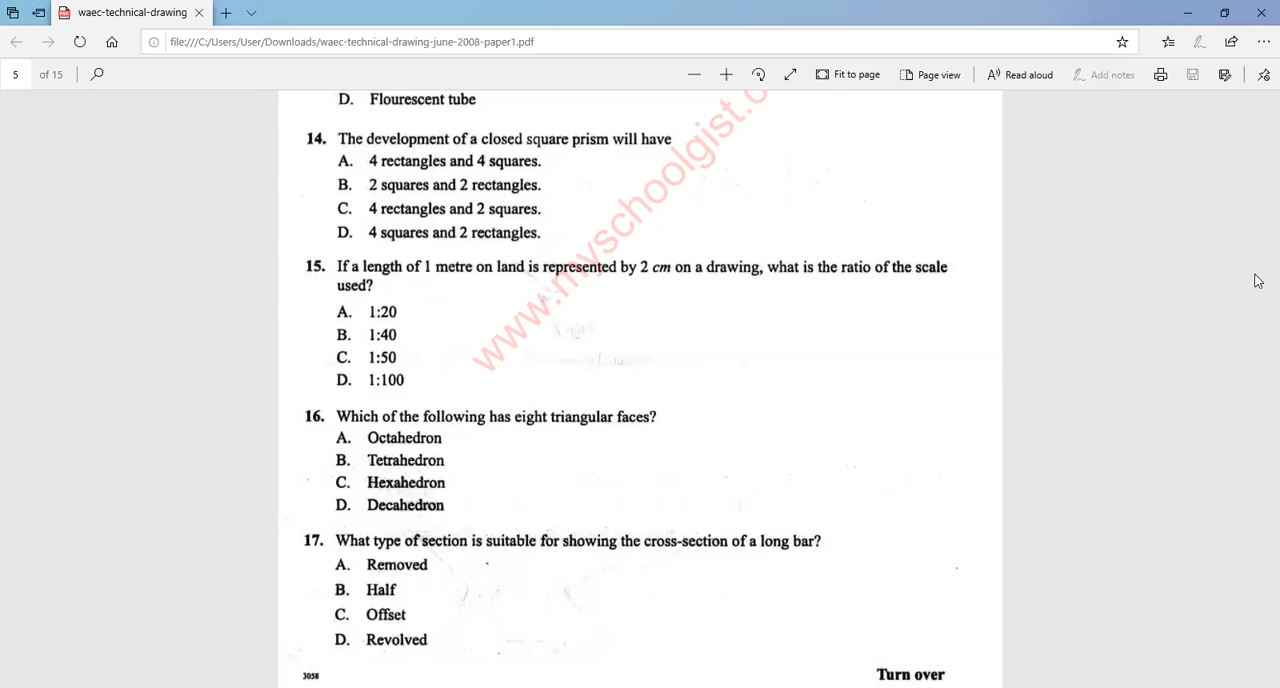 waec-technical-drawing
file:///C:/Users/User/Downloads/waec-technical-drawing-june-2008-paper1.pdf
5 of 15 Fit to page Page view Read aloud Add notes
D. Flourescent tube
14. The development of a closed square prism will have
A. 4 rectangles and 4 squares.
B. 2 squares and 2 rectangles.
C. 4 rectangles and 2 squares.
D. 4 squares and 2 rectangles.
15. If a length of 1 metre on land is represented by 2 cm on a drawing, what is the ratio of the scale
used?
A. 1:20
B. 1:40
C. 1:50
D. 1:100
16. Which of the following has eight triangular faces?
A. Octahedron
B. Tetrahedron
C. Hexahedron
D. Decahedron
17. What type of section is suitable for showing the cross-section of a long bar?
A. Removed
B. Half
C. Offset
D. Revolved
3058 Turn over
www.myschoolgist.c